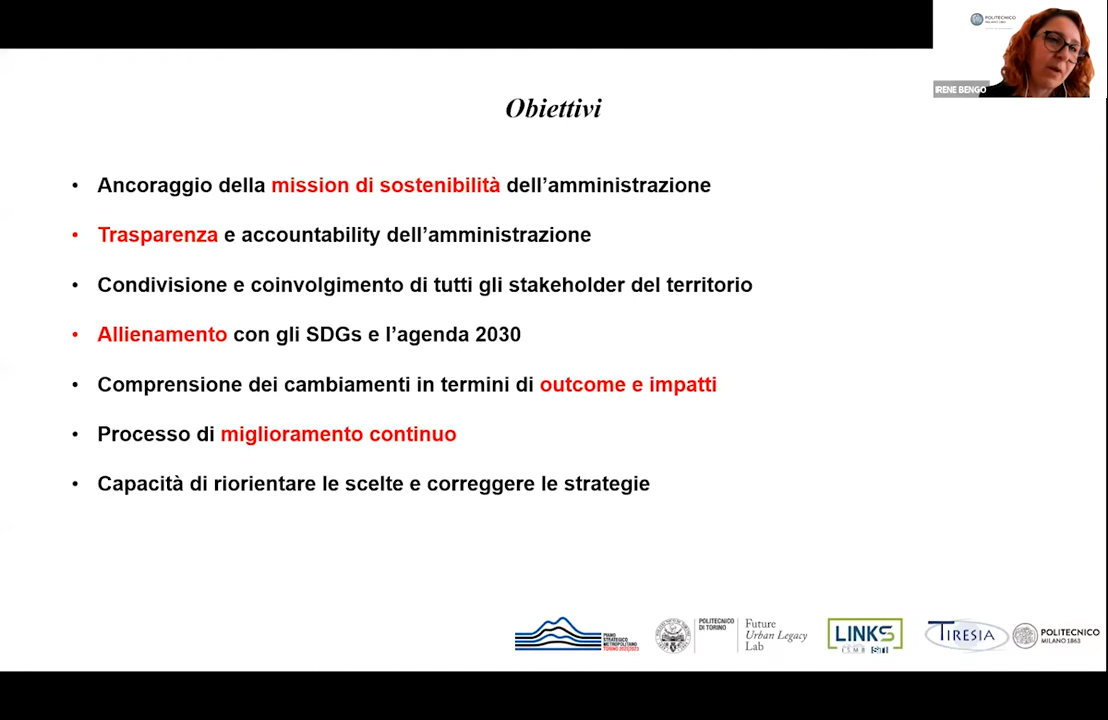 POLITECNICO
MILANO 1863
IRENE BENGO
Obiettivi
• Ancoraggio della mission di sostenibilità dell’amministrazione
• Trasparenza e accountability dell’amministrazione
• Condivisione e coinvolgimento di tutti gli stakeholder del territorio
• Allienamento con gli SDGs e l’agenda 2030
• Comprensione dei cambiamenti in termini di outcome e impatti
• Processo di miglioramento continuo
• Capacità di riorientare le scelte e correggere le strategie
PIANO
STRATEGICO
METROPOLITANO
TORINO 2021/2023
POLITECNICO
DI TORINO
Future
Urban Legacy
Lab
LINKS
SiTI
TIRESIA
POLITECNICO
MILANO 1863